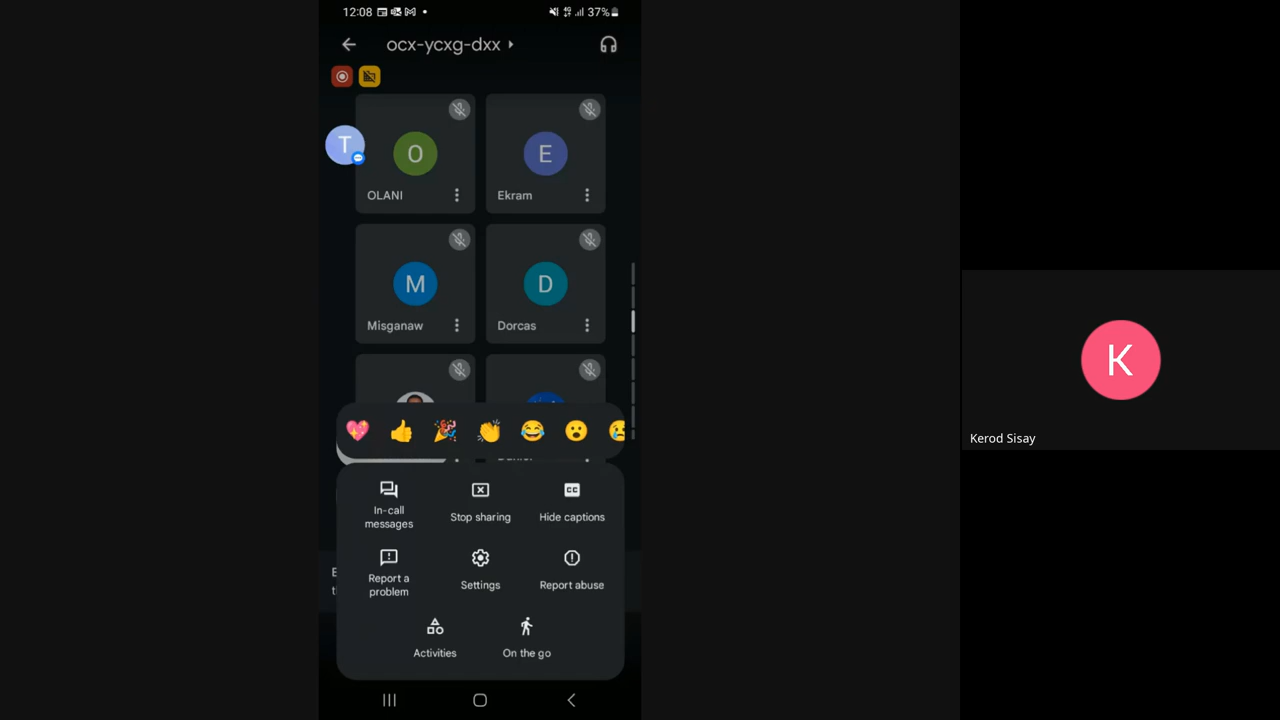 12:08
37%
ocx-ycxg-dxx
T
O
E
OLANI
Ekram
M
D
Misganaw
Dorcas
In-call
messages
Stop sharing
CC
Hide captions
Report a
problem
Settings
Report abuse
Activities
On the go
K
Kerod Sisay